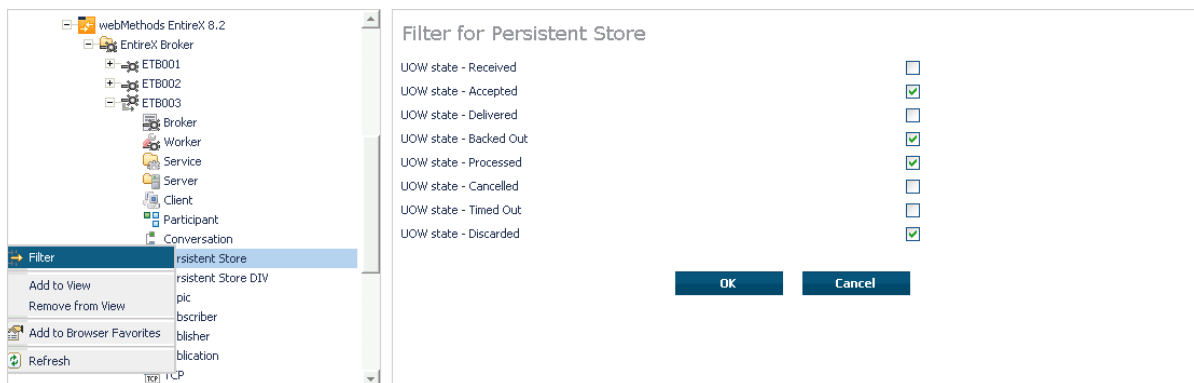 webMethods EntireX 8.2
EntireX Broker
ETB001
ETB002
ETB003
Broker
Worker
Service
Server
Client
Participant
Conversation
rsistent Store
rsistent Store DIV
pic
bscriber
blisher
blication
TCP TCP
Filter
Add to View
Remove from View
Add to Browser Favorites
Refresh
Filter for Persistent Store
UOW state - Received
UOW state - Accepted
UOW state - Delivered
UOW state - Backed Out
UOW state - Processed
UOW state - Cancelled
UOW state - Timed Out
UOW state - Discarded
OK Cancel